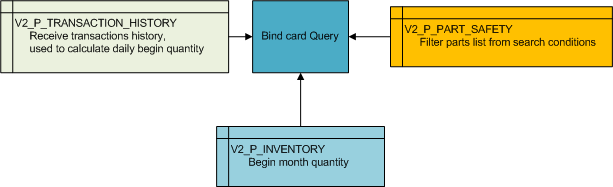 V2_P_TRANSACTION_HISTORY
Receive transactions history,
used to calculate daily begin quantity
Bind card Query
V2_P_PART_SAFETY
Filter parts list from search conditions
V2_P_INVENTORY
Begin month quantity